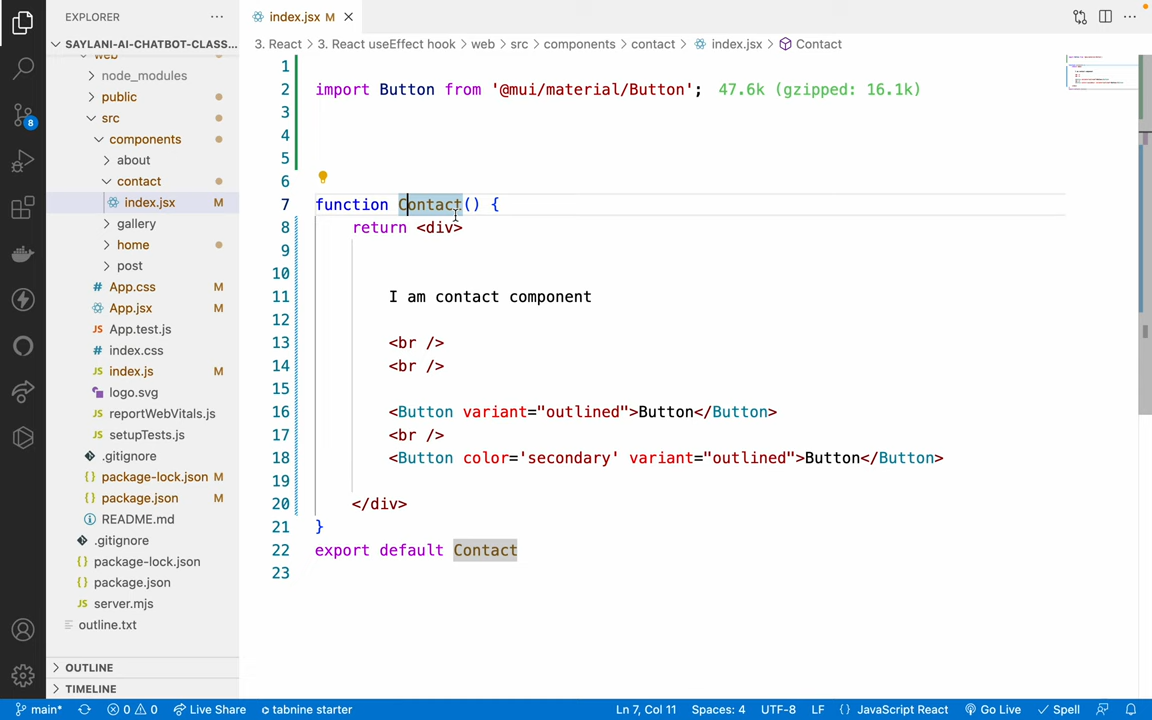 EXPLORER
SAYLANI-AI-CHATBOT-CLASS...
web
node_modules
public
src
components
about
contact
index.jsx M
gallery
home
post
# App.css M
App.jsx M
JS App.test.js
# index.css
JS index.js M
logo.svg
JS reportWebVitals.js
JS setupTests.js
.gitignore
{} package-lock.json M
{} package.json M
README.md
.gitignore
{} package-lock.json
{} package.json
JS server.mjs
outline.txt
OUTLINE
TIMELINE
8
index.jsx M
3. React > 3. React useEffect hook > web > src > components > contact > index.jsx > Contact
1
2 import Button from '@mui/material/Button'; 47.6k (gzipped: 16.1k)
3
4
5
6
7 function Contact() {
8 return <div>
9
10
11 I am contact component
12
13 <br />
14 <br />
15
16 <Button variant="outlined">Button</Button>
17 <br />
18 <Button color='secondary' variant="outlined">Button</Button>
19
20 </div>
21 }
22 export default Contact
23
main* 0 0 Live Share tabnine starter Ln 7, Col 11 Spaces: 4 UTF-8 LF {} JavaScript React Go Live Spell